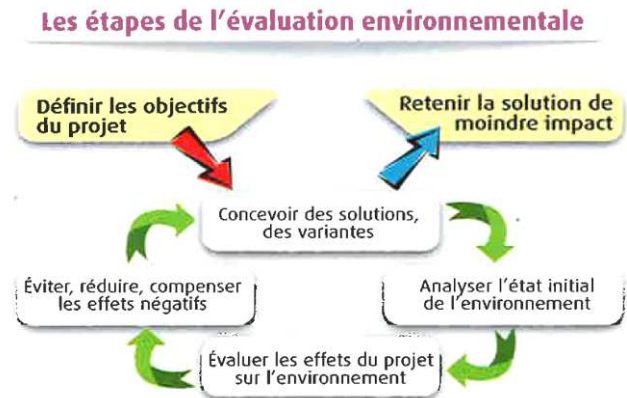 Les étapes de l'évaluation environnementale
Définir les objectifs
du projet
Retenir la solution de
moindre impact
Concevoir des solutions,
des variantes
Analyser l'état initial
de l'environnement
Évaluer les effets du projet
sur l'environnement
Éviter, réduire, compenser
les effets négatifs